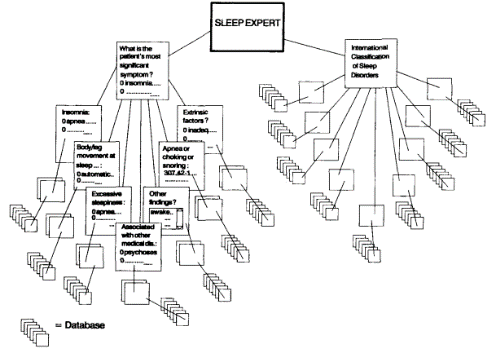 SLEEP EXPERT
What is the
patient's most
significant
symptom ?
0 insomnia.....
0 ..............
International
Classification
of Sleep
Disorders
Insomnia:
0 apnea......
0 ..........
Extrinsic
factors ?
0 inadeq....
0 ..........
Body/leg
movement at
sleep ... :
0 automatic..
0 ..........
Apnea or
choking or
snoring :
307.42-1...
Excessive
sleepiness :
0 apnea....
0 ..........
Other
findings?
awake..
...
Associated
with other
medical dis.:
0 psychoses
0 ..........
= Database